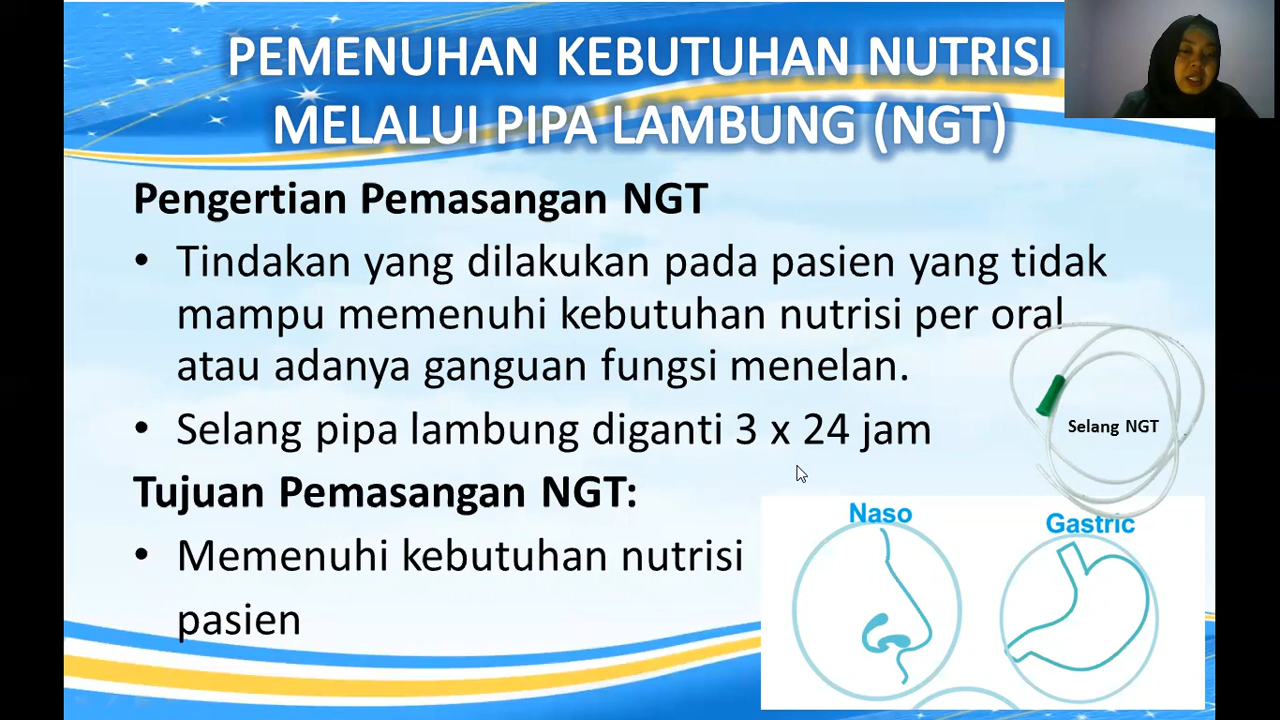 PEMENUHAN KEBUTUHAN NUTRISI
MELALUI PIPA LAMBUNG (NGT)
Pengertian Pemasangan NGT
• Tindakan yang dilakukan pada pasien yang tidak
mampu memenuhi kebutuhan nutrisi per oral
atau adanya ganguan fungsi menelan.
• Selang pipa lambung diganti 3 x 24 jam
Selang NGT
Tujuan Pemasangan NGT:
• Memenuhi kebutuhan nutrisi
pasien
Naso
Gastric